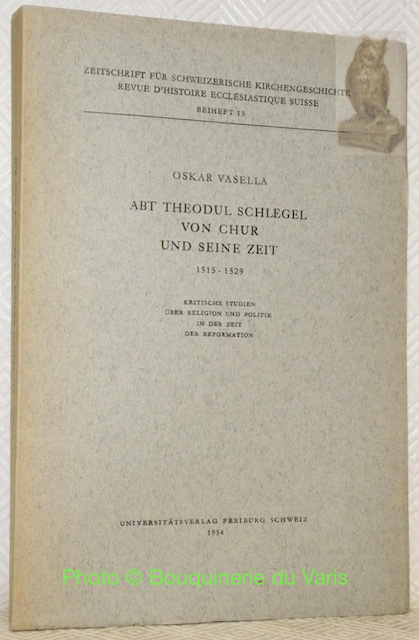 ZEITSCHRIFT FÜR SCHWEIZERISCHE KIRCHENGESCHICHTE
REVUE D'HISTOIRE ECCLÉSIASTIQUE SUISSE
BEIHEFT 13
OSKAR VASELLA
ABT THEODUL SCHLEGEL
VON CHUR
UND SEINE ZEIT
1515 - 1529
KRITISCHE STUDIEN
ÜBER RELIGION UND POLITIK
IN DER ZEIT
DER REFORMATION
UNIVERSITÄTSVERLAG FREIBURG SCHWEIZ
1954
Photo © Bouquinerie du Varis